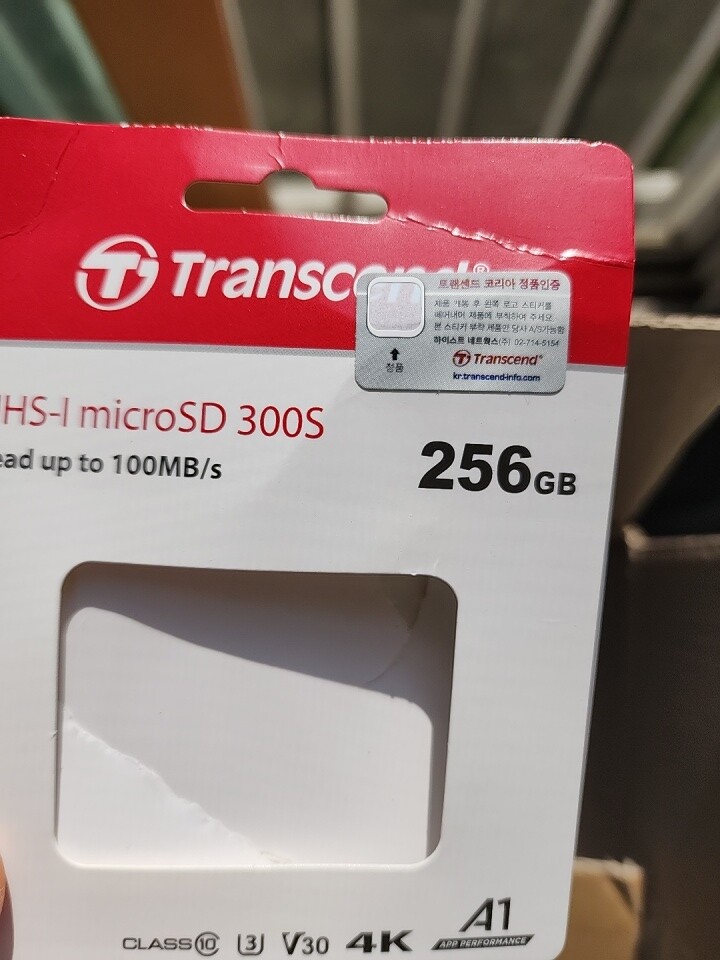 Transcend®
트랜센드 코리아 정품인증
제품 개봉 후 왼쪽 로고 스티커를
떼어내어 제품에 부착하여 주세요
본 스티커 부착 제품만 당사 A/S가능함
하이스트 네트웍스(주) 02-714-5154
정품
Transcend®
kr.transcend-info.com
UHS-I microSD 300S
ead up to 100MB/s
256GB
CLASS10 U3 V30 4K A1
APP PERFORMANCE